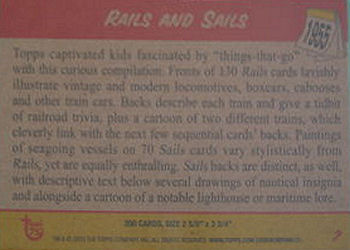 RAILS AND SAILS
1955
Topps captivated kids fascinated by "things-that-go"
with this curious compilation. Fronts of 130 Rails cards lavishly
illustrate vintage and modern locomotives, boxcars, cabooses
and other train cars. Backs describe each train and give a tidbit
of railroad trivia, plus a cartoon of two different trains, which
cleverly link with the next few sequential cards' backs. Paintings
of seagoing vessels on 70 Sails cards vary stylistically from
Rails, yet are equally enthralling. Sails backs are distinct, as well,
with descriptive text below several drawings of nautical insignia
and alongside a cartoon of a notable lighthouse or maritime lore.
200 CARDS, SIZE 2 5/8" x 3 3/4"
75